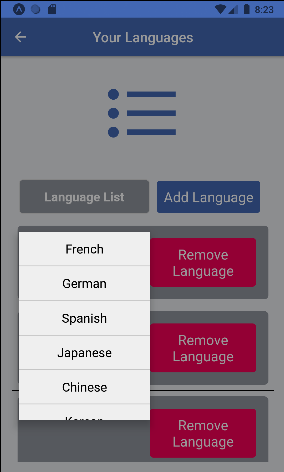 8:23
Your Languages
Language List
Add Language
French
German
Spanish
Japanese
Chinese
Korean
Remove
Language
Remove
Language
Remove
Language